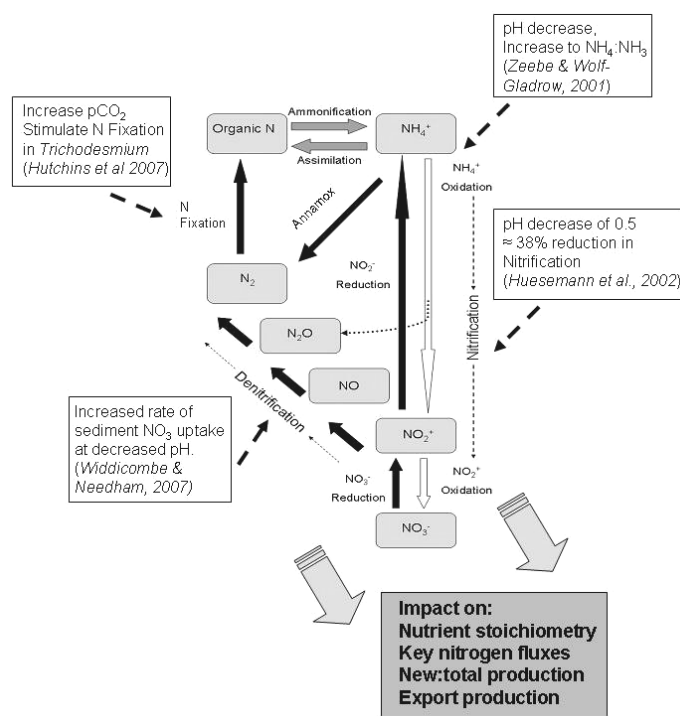 pH decrease,
Increase to NH₄:NH₃
(Zeebe & Wolf-
Gladrow, 2001)
Increase pCO₂
Stimulate N Fixation
in Trichodesmium
(Hutchins et al 2007)
Ammonification
Organic N
NH₄⁺
Assimilation
NH₄⁺
Oxidation
N
Fixation
Annamox
pH decrease of 0.5
≈ 38% reduction in
Nitrification
(Huesemann et al., 2002)
NO₂⁻
Reduction
N₂
N₂O
Nitrification
NO
Denitrification
Increased rate of
sediment NO₃ uptake
at decreased pH.
(Widdicombe &
Needham, 2007)
NO₂⁺
NO₃⁻
Reduction
NO₂⁺
Oxidation
NO₃⁻
Impact on:
Nutrient stoichiometry
Key nitrogen fluxes
New:total production
Export production